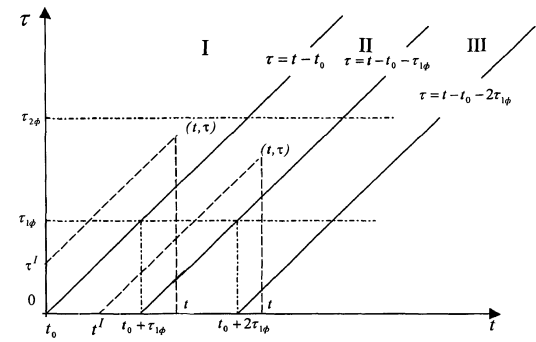 τ
I
II
III
τ = t − t₀
τ = t − t₀ − τ₁ϕ
τ = t − t₀ − 2τ₁ϕ
τ₂ϕ
(t, τ)
(t, τ)
τ₁ϕ
τᴵ
0
t₀
tᴵ
t₀ + τ₁ϕ
t
t₀ + 2τ₁ϕ
t
t